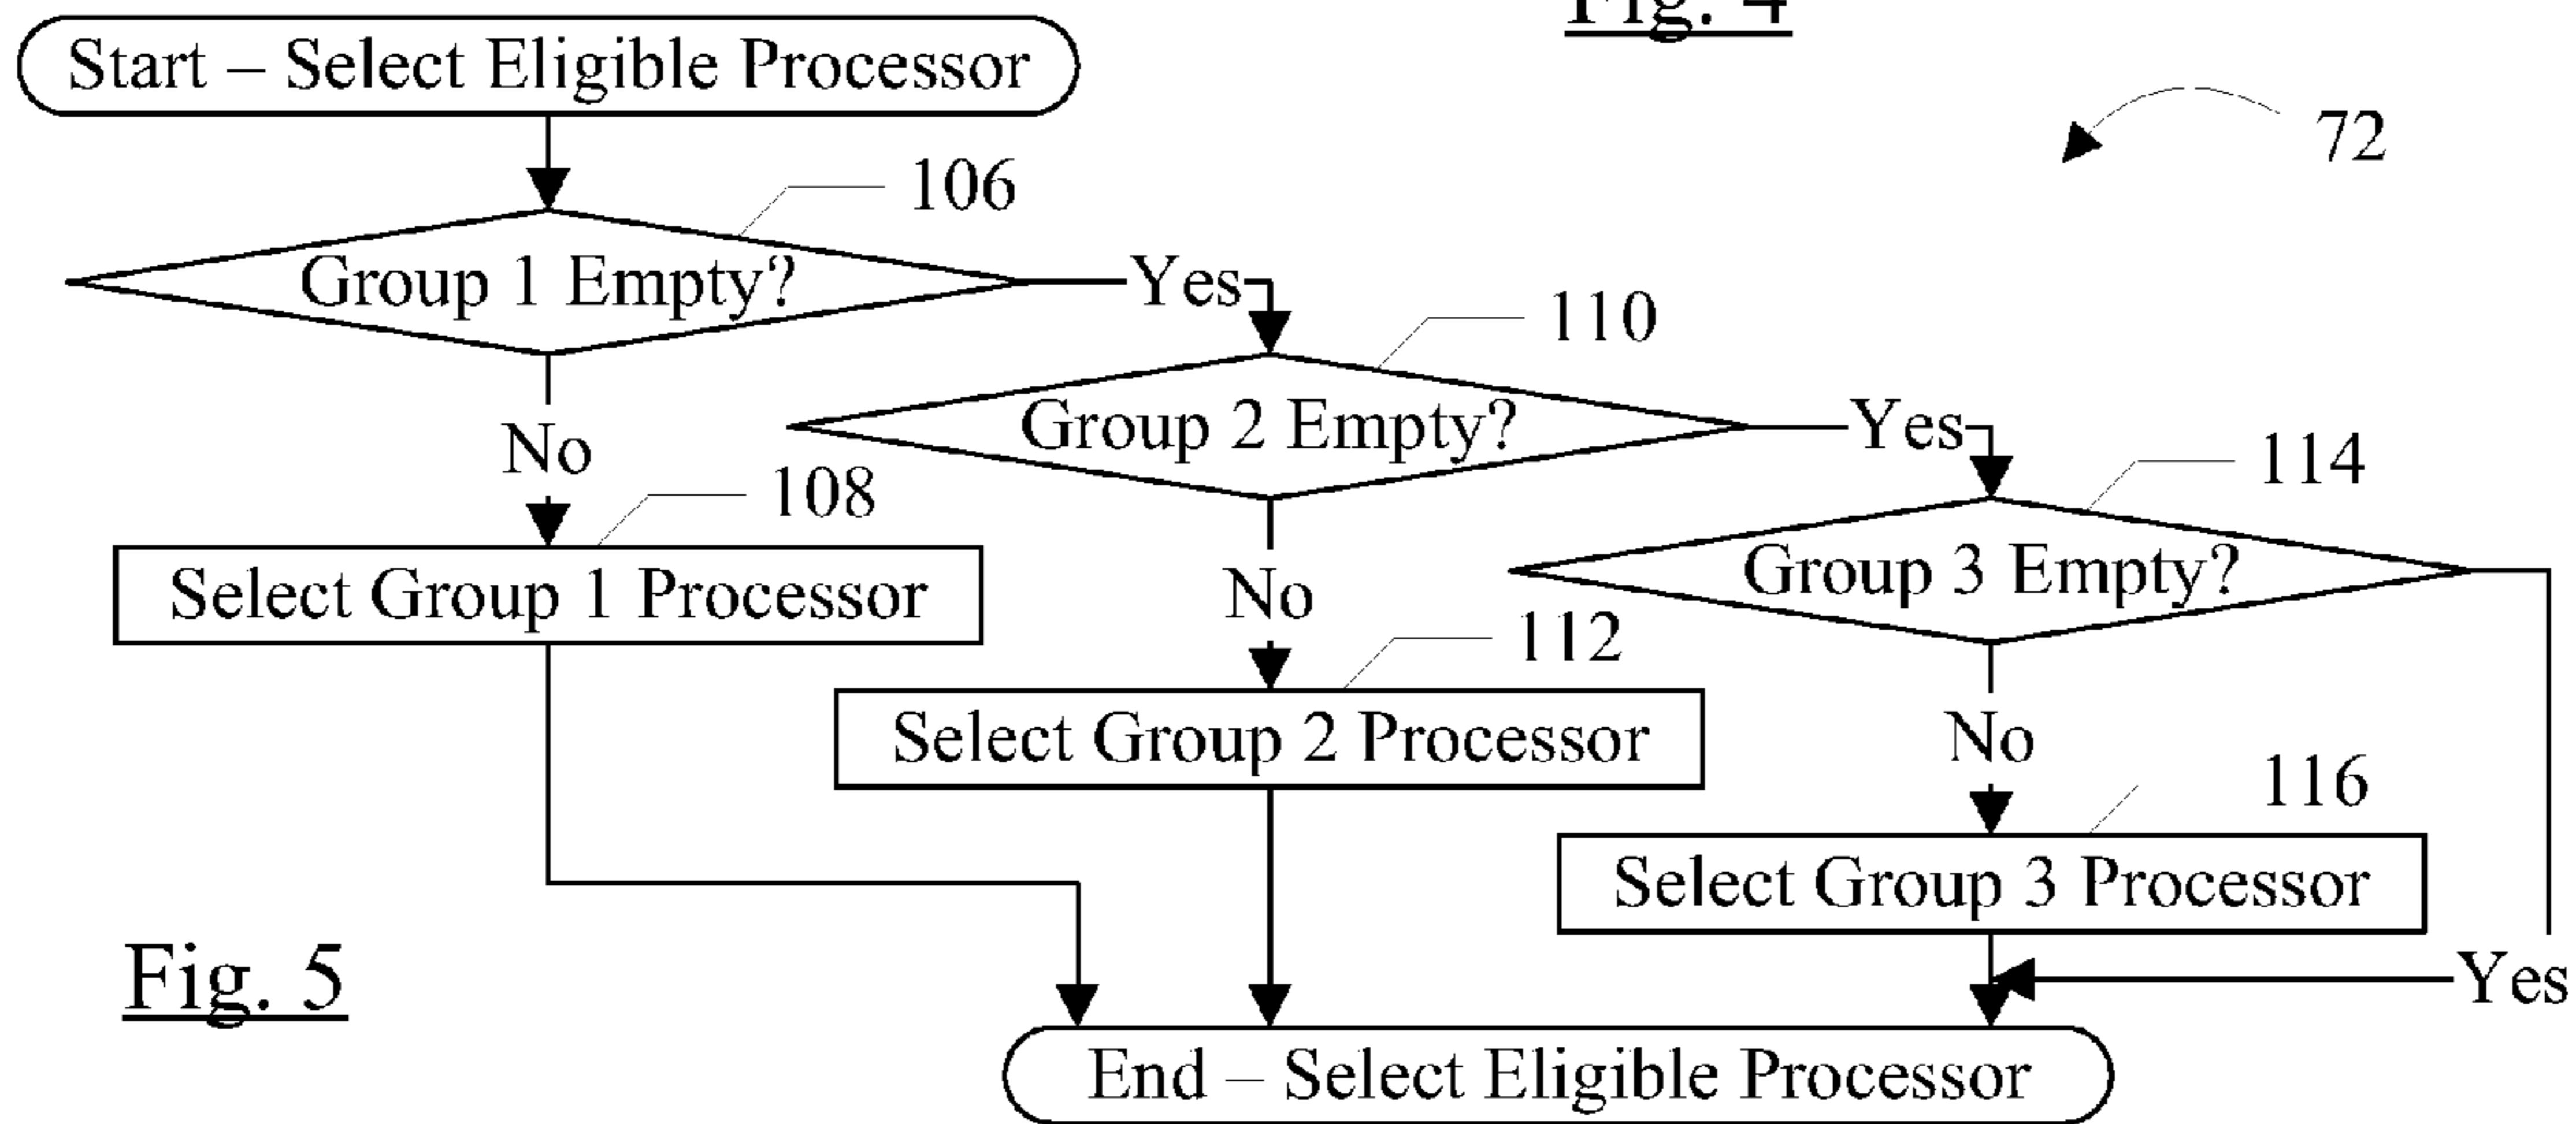 Fig. 4
Start – Select Eligible Processor
72
106
Group 1 Empty?
Yes
110
Group 2 Empty?
Yes
No
114
108
Group 3 Empty?
Select Group 1 Processor
No
112
Select Group 2 Processor
No
116
Select Group 3 Processor
Fig. 5
Yes
End – Select Eligible Processor